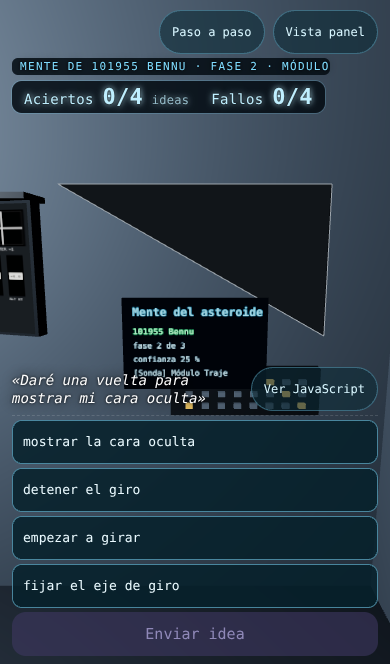 Paso a paso
Vista panel
MENTE DE 101955 BENNU · FASE 2 · MÓDULO
Aciertos 0/4 ideas Fallos 0/4
Mente del asteroide
101955 Bennu
fase 2 de 3
confianza 25 %
[Sonda] Módulo Traje
«Daré una vuelta para
mostrar mi cara oculta»
Ver JavaScript
mostrar la cara oculta
detener el giro
empezar a girar
fijar el eje de giro
Enviar idea